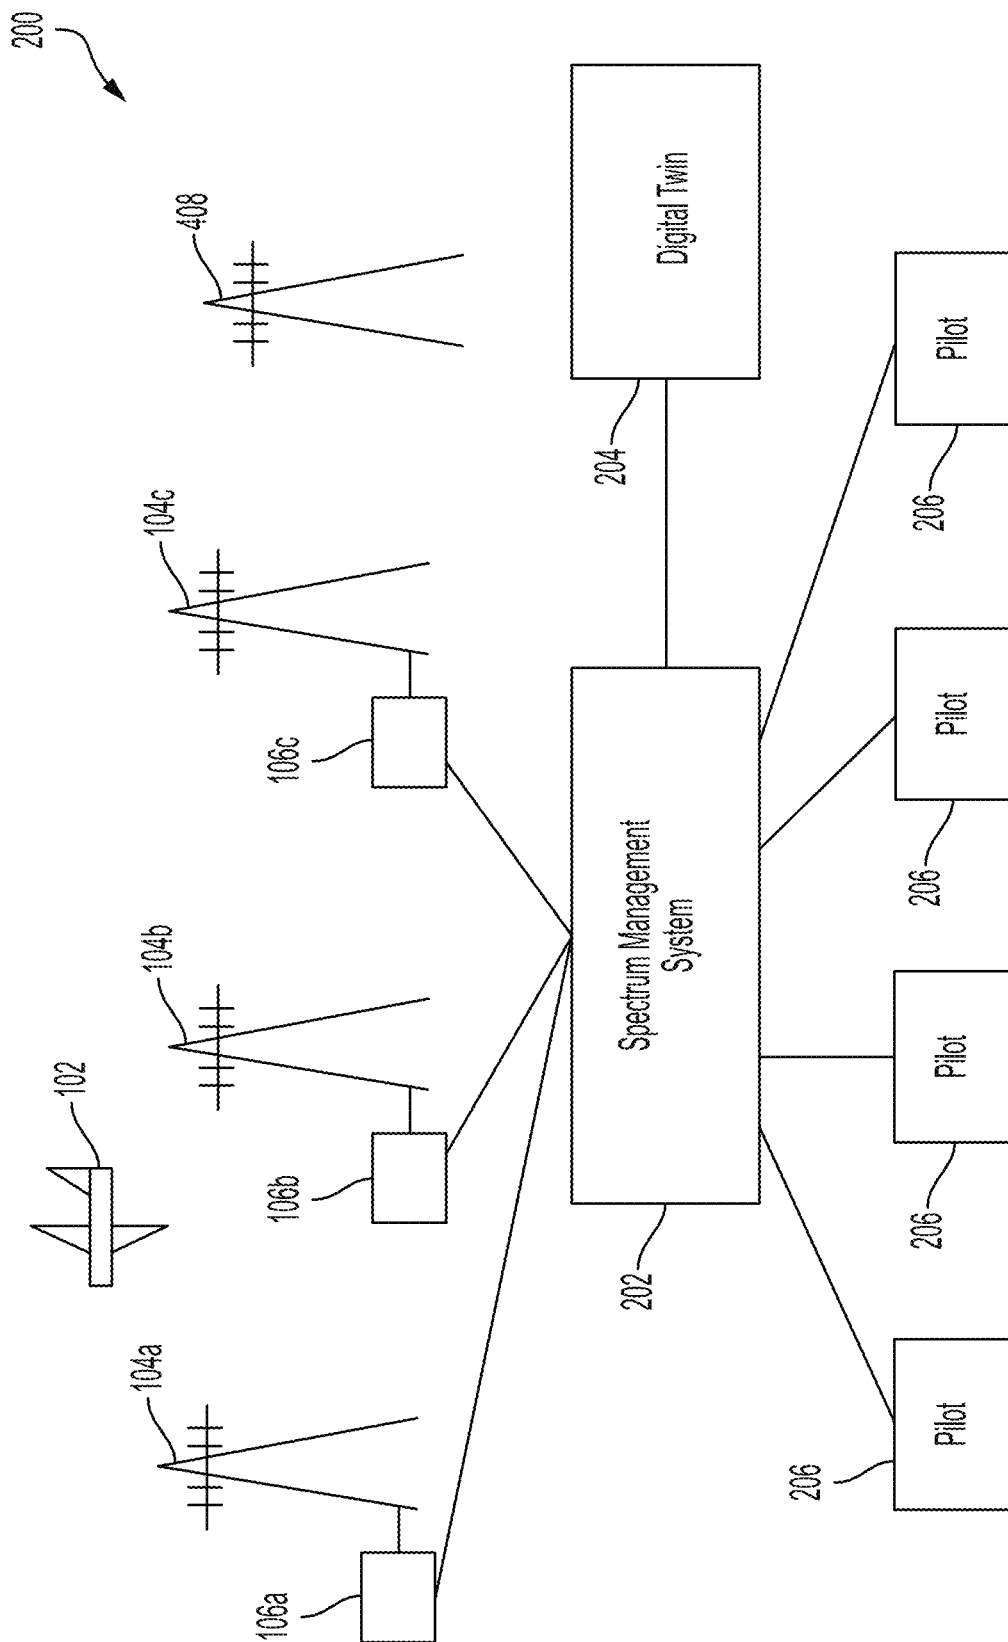 200
102
104a
104b
104c
408
106a
106b
106c
Spectrum Management
System
202
Digital Twin
204
Pilot
206
Pilot
206
Pilot
206
Pilot
206